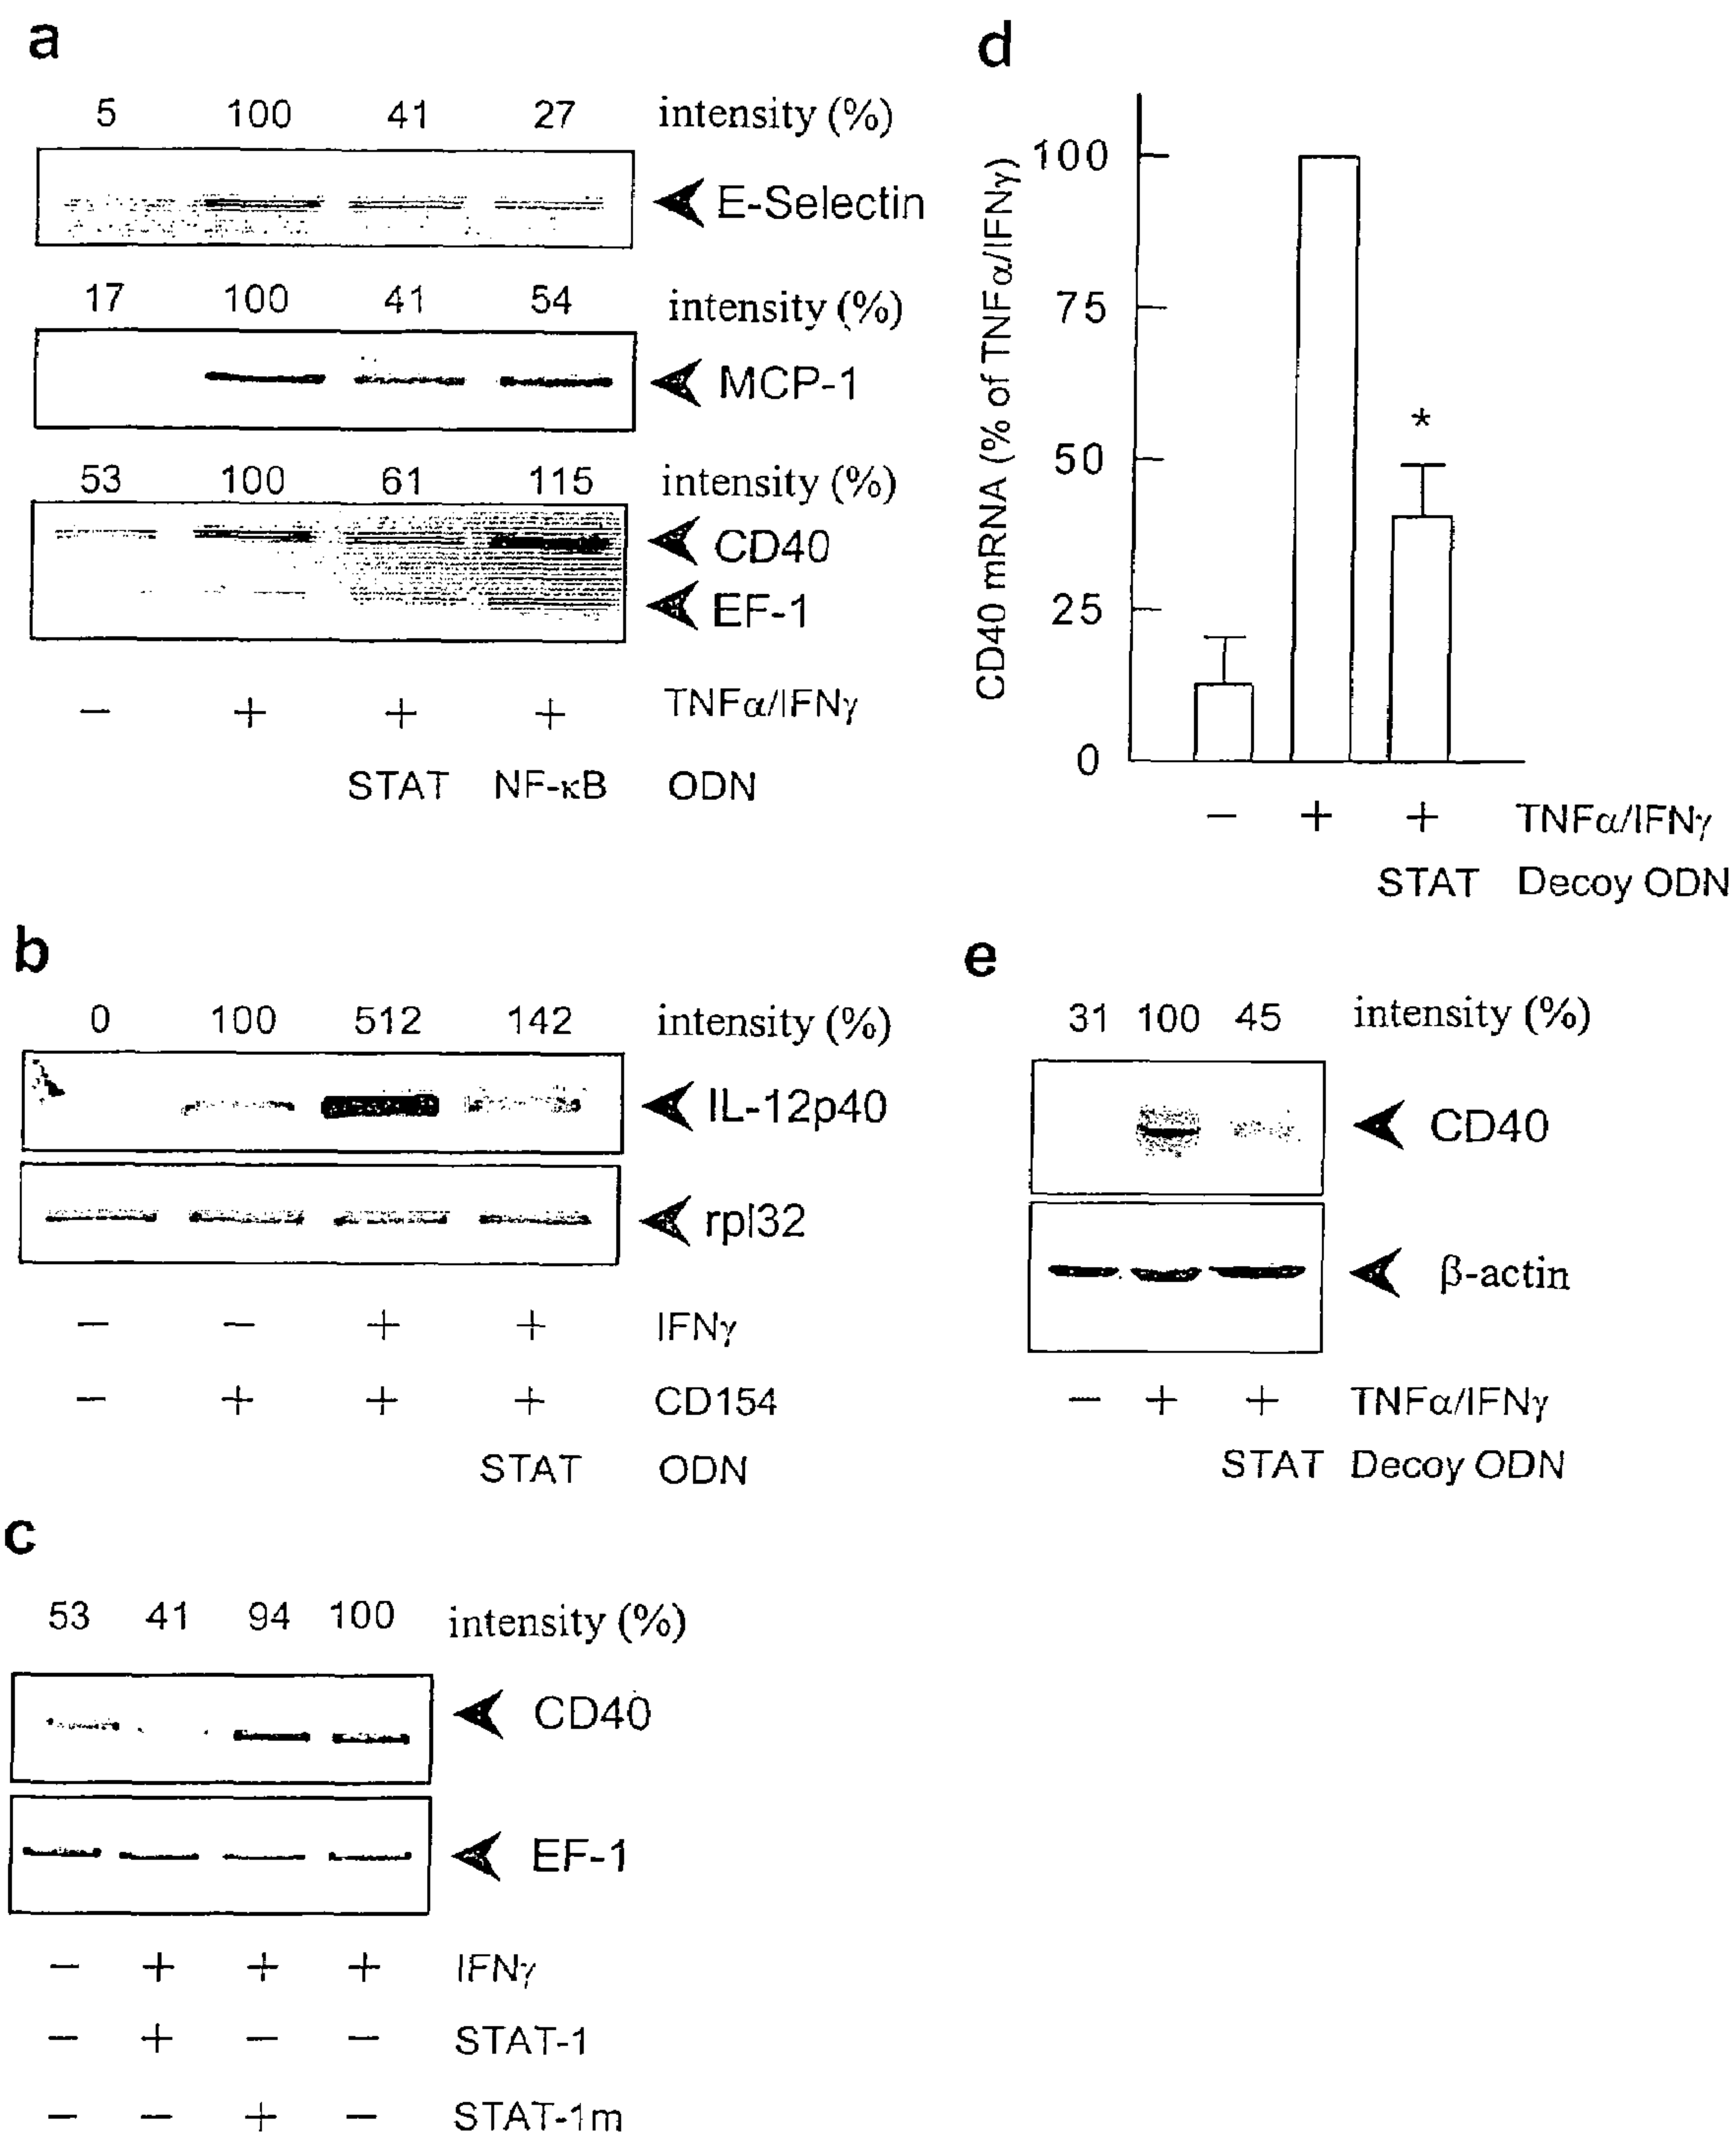 a
5 100 41 27 intensity (%)
E-Selectin
17 100 41 54 intensity (%)
MCP-1
53 100 61 115 intensity (%)
CD40
EF-1
− + + + TNFα/IFNγ
STAT NF-κB ODN
b
0 100 512 142 intensity (%)
IL-12p40
rpl32
− − + + IFNγ
− + + + CD154
STAT ODN
c
53 41 94 100 intensity (%)
CD40
EF-1
− + + + IFNγ
− + − − STAT-1
− − + − STAT-1m
d
CD40 mRNA (% of TNFα/IFNγ)
100
75
50
25
0
*
− + + TNFα/IFNγ
STAT Decoy ODN
e
31 100 45 intensity (%)
CD40
β-actin
− + + TNFα/IFNγ
STAT Decoy ODN